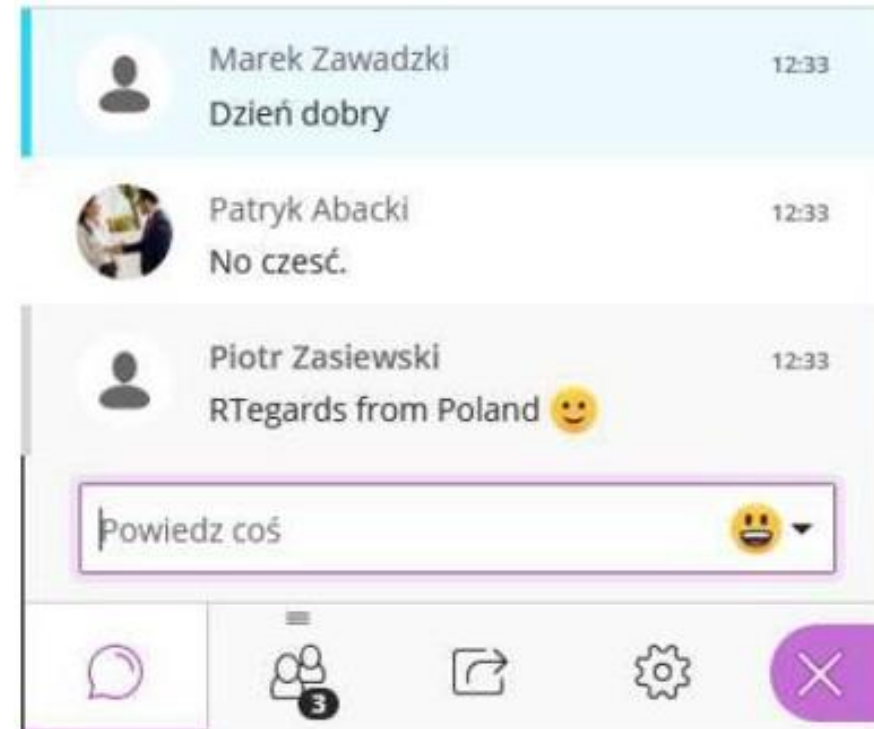 Marek Zawadzki 12:33
Dzień dobry
Patryk Abacki 12:33
No czesć.
Piotr Zasiewski 12:33
RTegards from Poland 🙂
Powiedz coś
3